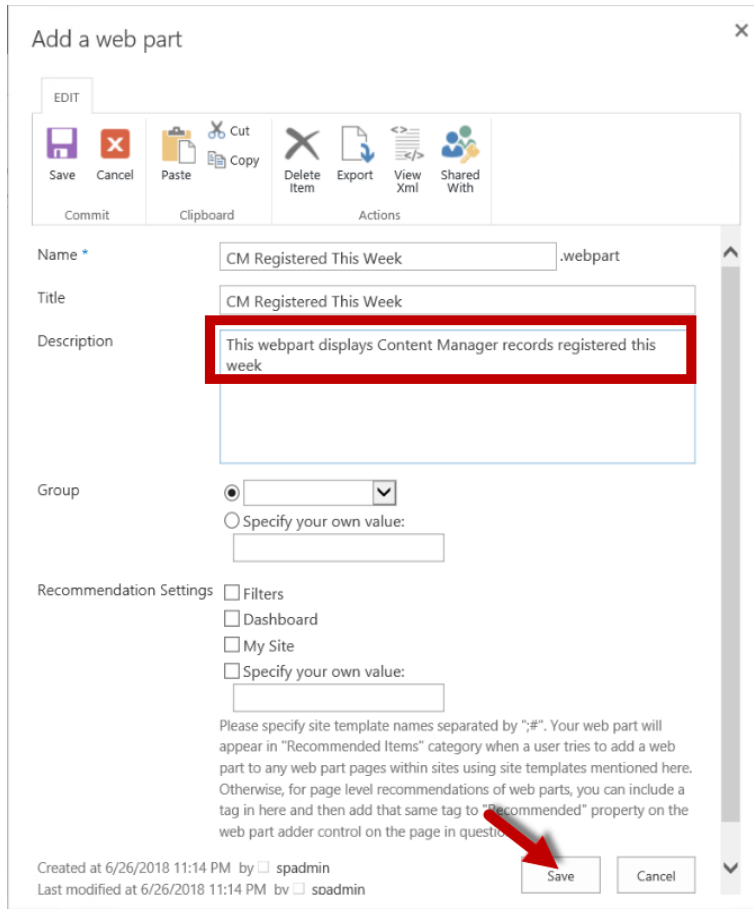 Add a web part
EDIT
Save
Cancel
Paste
Cut
Copy
Delete
Item
Export
View
Xml
Shared
With
Commit
Clipboard
Actions
Name *
CM Registered This Week
.webpart
Title
CM Registered This Week
Description
This webpart displays Content Manager records registered this
week
Group
Specify your own value:
Recommendation Settings
Filters
Dashboard
My Site
Specify your own value:
Please specify site template names separated by ";#". Your web part will
appear in "Recommended Items" category when a user tries to add a web
part to any web part pages within sites using site templates mentioned here.
Otherwise, for page level recommendations of web parts, you can include a
tag in here and then add that same tag to "Recommended" property on the
web part adder control on the page in questio
Created at 6/26/2018 11:14 PM by spadmin
Last modified at 6/26/2018 11:14 PM by spadmin
Save
Cancel